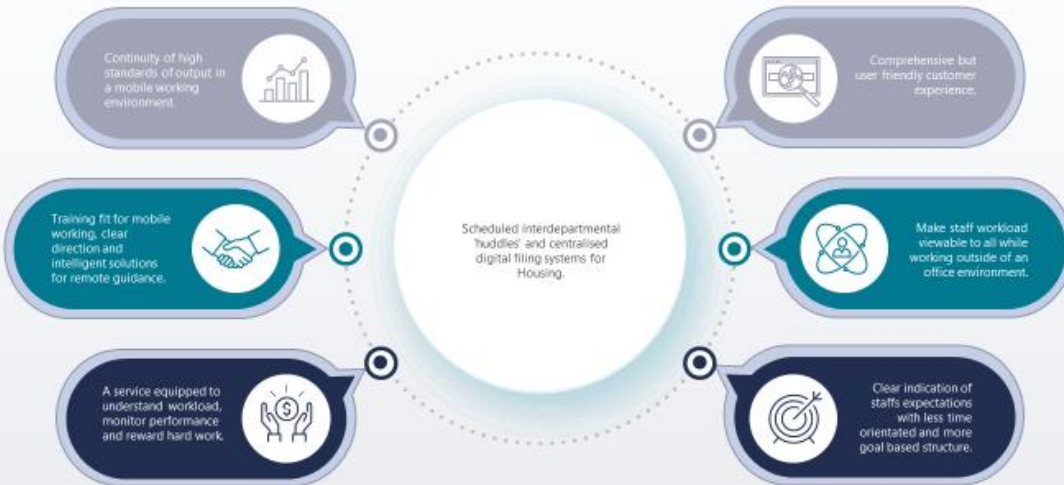 Continuity of high
standards of output in
a mobile working
environment.
Comprehensive but
user friendly customer
experience.
Training fit for mobile
working, clear
direction and
intelligent solutions
for remote guidance.
Scheduled interdepartmental
'huddles' and centralised
digital filing systems for
Housing.
Make staff workload
viewable to all while
working outside of an
office environment.
A service equipped to
understand workload,
monitor performance
and reward hard work.
$
Clear indication of
staffs expectations
with less time
orientated and more
goal based structure.